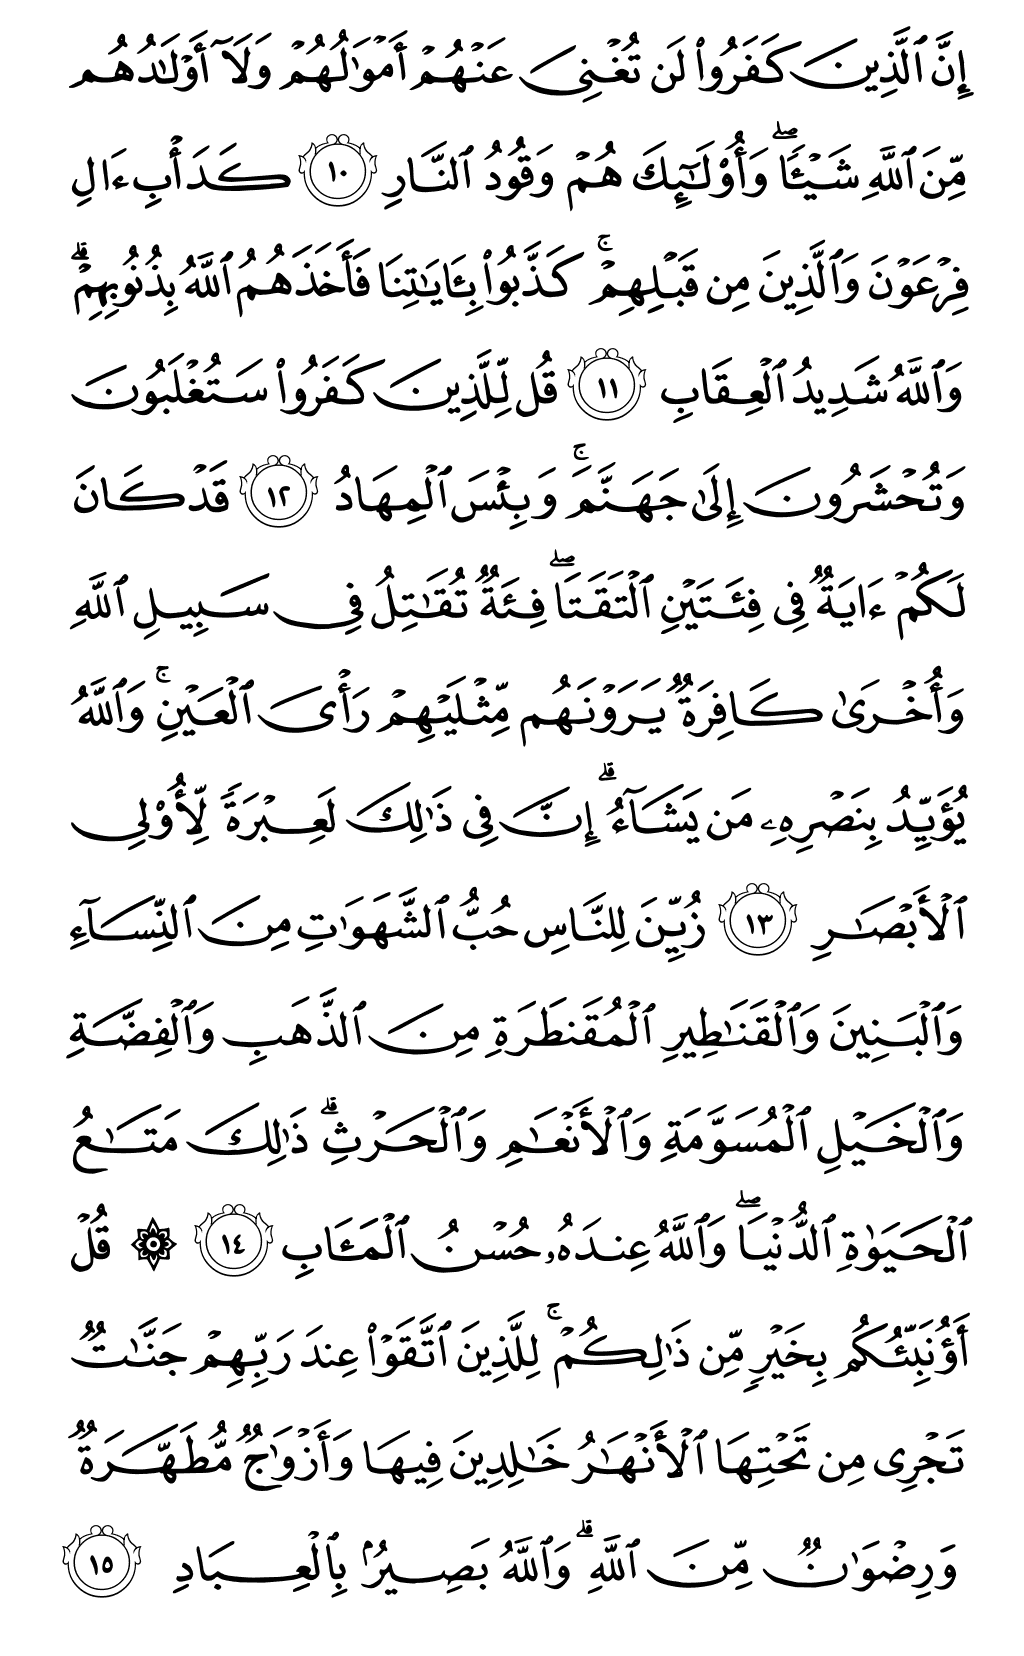 إِنَّ ٱلَّذِينَ كَفَرُوا۟ لَن تُغْنِىَ عَنْهُمْ أَمْوَٰلُهُمْ وَلَآ أَوْلَـٰدُهُم
مِّنَ ٱللَّهِ شَيْـًٔا ۖ وَأُو۟لَـٰٓئِكَ هُمْ وَقُودُ ٱلنَّارِ ١٠ كَدَأْبِ ءَالِ
فِرْعَوْنَ وَٱلَّذِينَ مِن قَبْلِهِمْ ۚ كَذَّبُوا۟ بِـَٔايَـٰتِنَا فَأَخَذَهُمُ ٱللَّهُ بِذُنُوبِهِمْ ۗ
وَٱللَّهُ شَدِيدُ ٱلْعِقَابِ ١١ قُل لِّلَّذِينَ كَفَرُوا۟ سَتُغْلَبُونَ
وَتُحْشَرُونَ إِلَىٰ جَهَنَّمَ ۚ وَبِئْسَ ٱلْمِهَادُ ١٢ قَدْ كَانَ
لَكُمْ ءَايَةٌ فِى فِئَتَيْنِ ٱلْتَقَتَا ۖ فِئَةٌ تُقَـٰتِلُ فِى سَبِيلِ ٱللَّهِ
وَأُخْرَىٰ كَافِرَةٌ يَرَوْنَهُم مِّثْلَيْهِمْ رَأْىَ ٱلْعَيْنِ ۚ وَٱللَّهُ
يُؤَيِّدُ بِنَصْرِهِۦ مَن يَشَآءُ ۗ إِنَّ فِى ذَٰلِكَ لَعِبْرَةً لِّأُو۟لِى
ٱلْأَبْصَـٰرِ ١٣ زُيِّنَ لِلنَّاسِ حُبُّ ٱلشَّهَوَٰتِ مِنَ ٱلنِّسَآءِ
وَٱلْبَنِينَ وَٱلْقَنَـٰطِيرِ ٱلْمُقَنطَرَةِ مِنَ ٱلذَّهَبِ وَٱلْفِضَّةِ
وَٱلْخَيْلِ ٱلْمُسَوَّمَةِ وَٱلْأَنْعَـٰمِ وَٱلْحَرْثِ ۗ ذَٰلِكَ مَتَـٰعُ
ٱلْحَيَوٰةِ ٱلدُّنْيَا ۖ وَٱللَّهُ عِندَهُۥ حُسْنُ ٱلْمَـَٔابِ ١٤ ۞ قُلْ
أَؤُنَبِّئُكُم بِخَيْرٍ مِّن ذَٰلِكُمْ ۚ لِلَّذِينَ ٱتَّقَوْا۟ عِندَ رَبِّهِمْ جَنَّـٰتٌ
تَجْرِى مِن تَحْتِهَا ٱلْأَنْهَـٰرُ خَـٰلِدِينَ فِيهَا وَأَزْوَٰجٌ مُّطَهَّرَةٌ
وَرِضْوَٰنٌ مِّنَ ٱللَّهِ ۗ وَٱللَّهُ بَصِيرٌۢ بِٱلْعِبَادِ ١٥